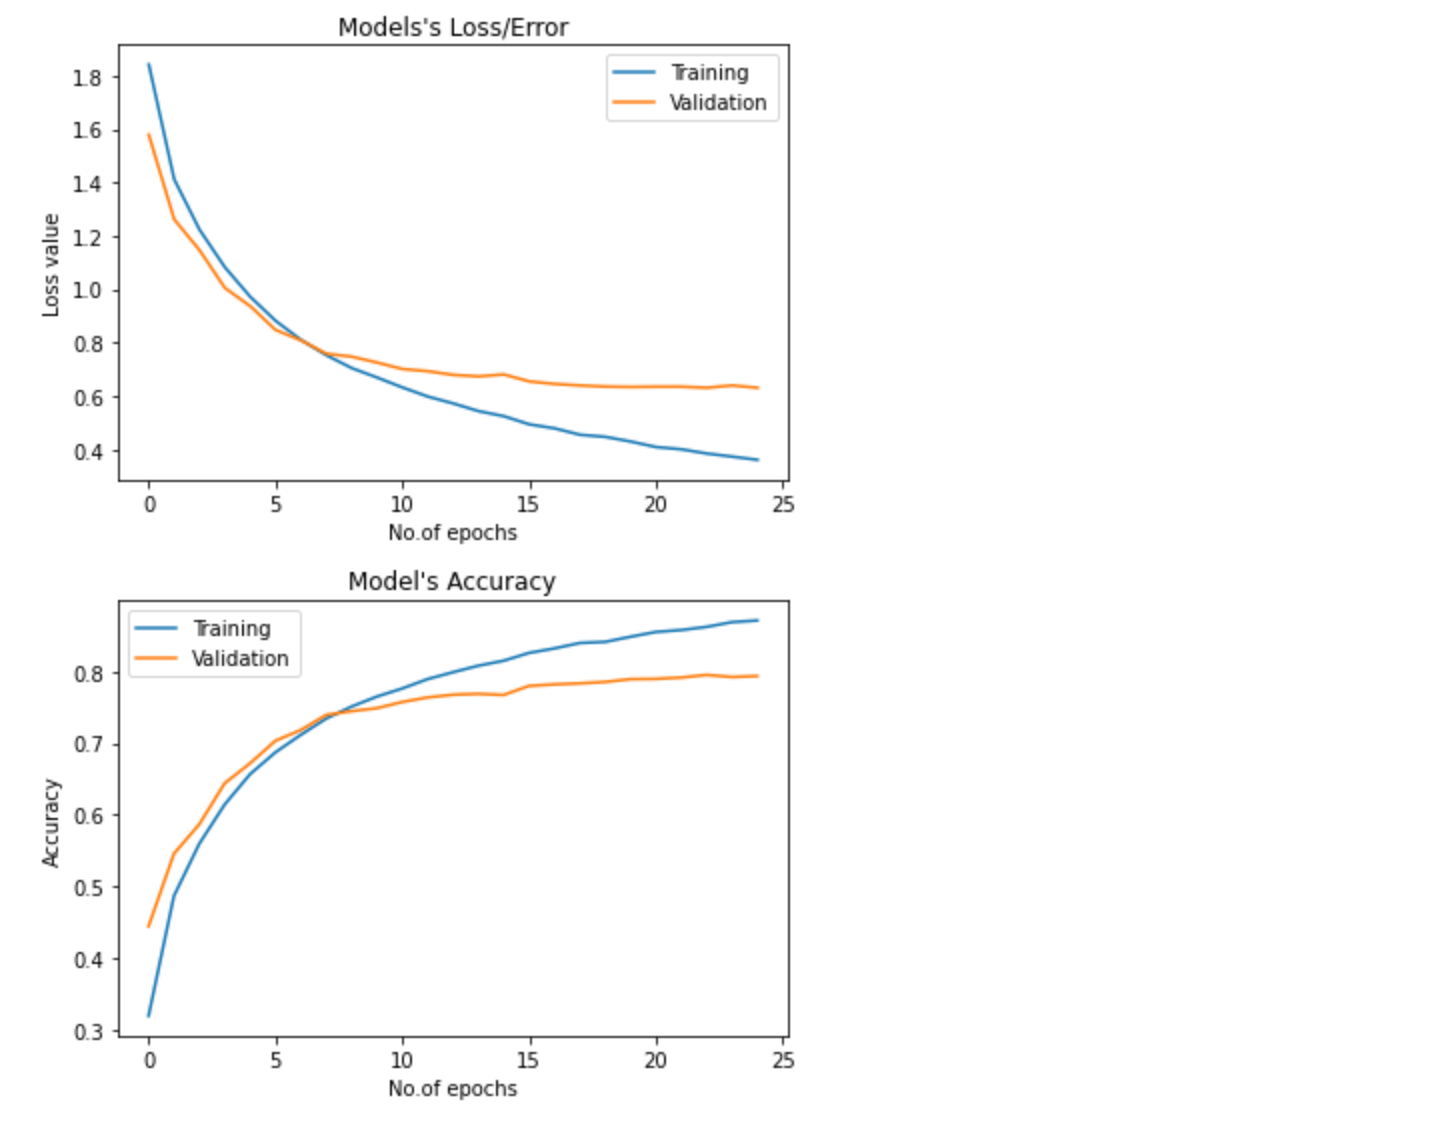 Models's Loss/Error
Training
Validation
1.8
1.6
1.4
1.2
1.0
0.8
0.6
0.4
Loss value
0 5 10 15 20 25
No.of epochs
Model's Accuracy
Training
Validation
0.8
0.7
0.6
0.5
0.4
0.3
Accuracy
0 5 10 15 20 25
No.of epochs